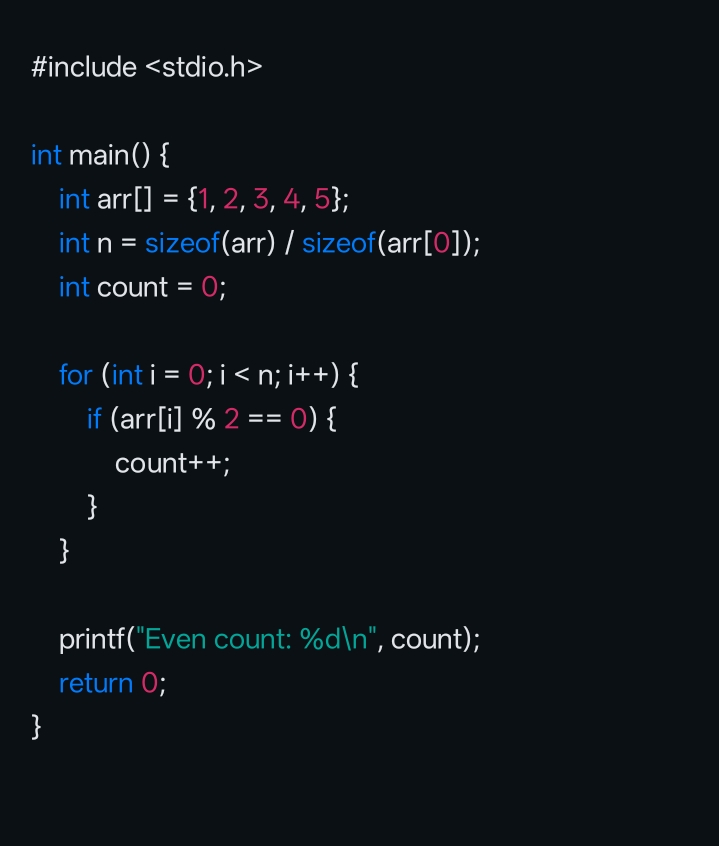 #include <stdio.h>
int main() {
int arr[] = {1, 2, 3, 4, 5};
int n = sizeof(arr) / sizeof(arr[0]);
int count = 0;
for (int i = 0; i < n; i++) {
if (arr[i] % 2 == 0) {
count++;
}
}
printf("Even count: %d\n", count);
return 0;
}